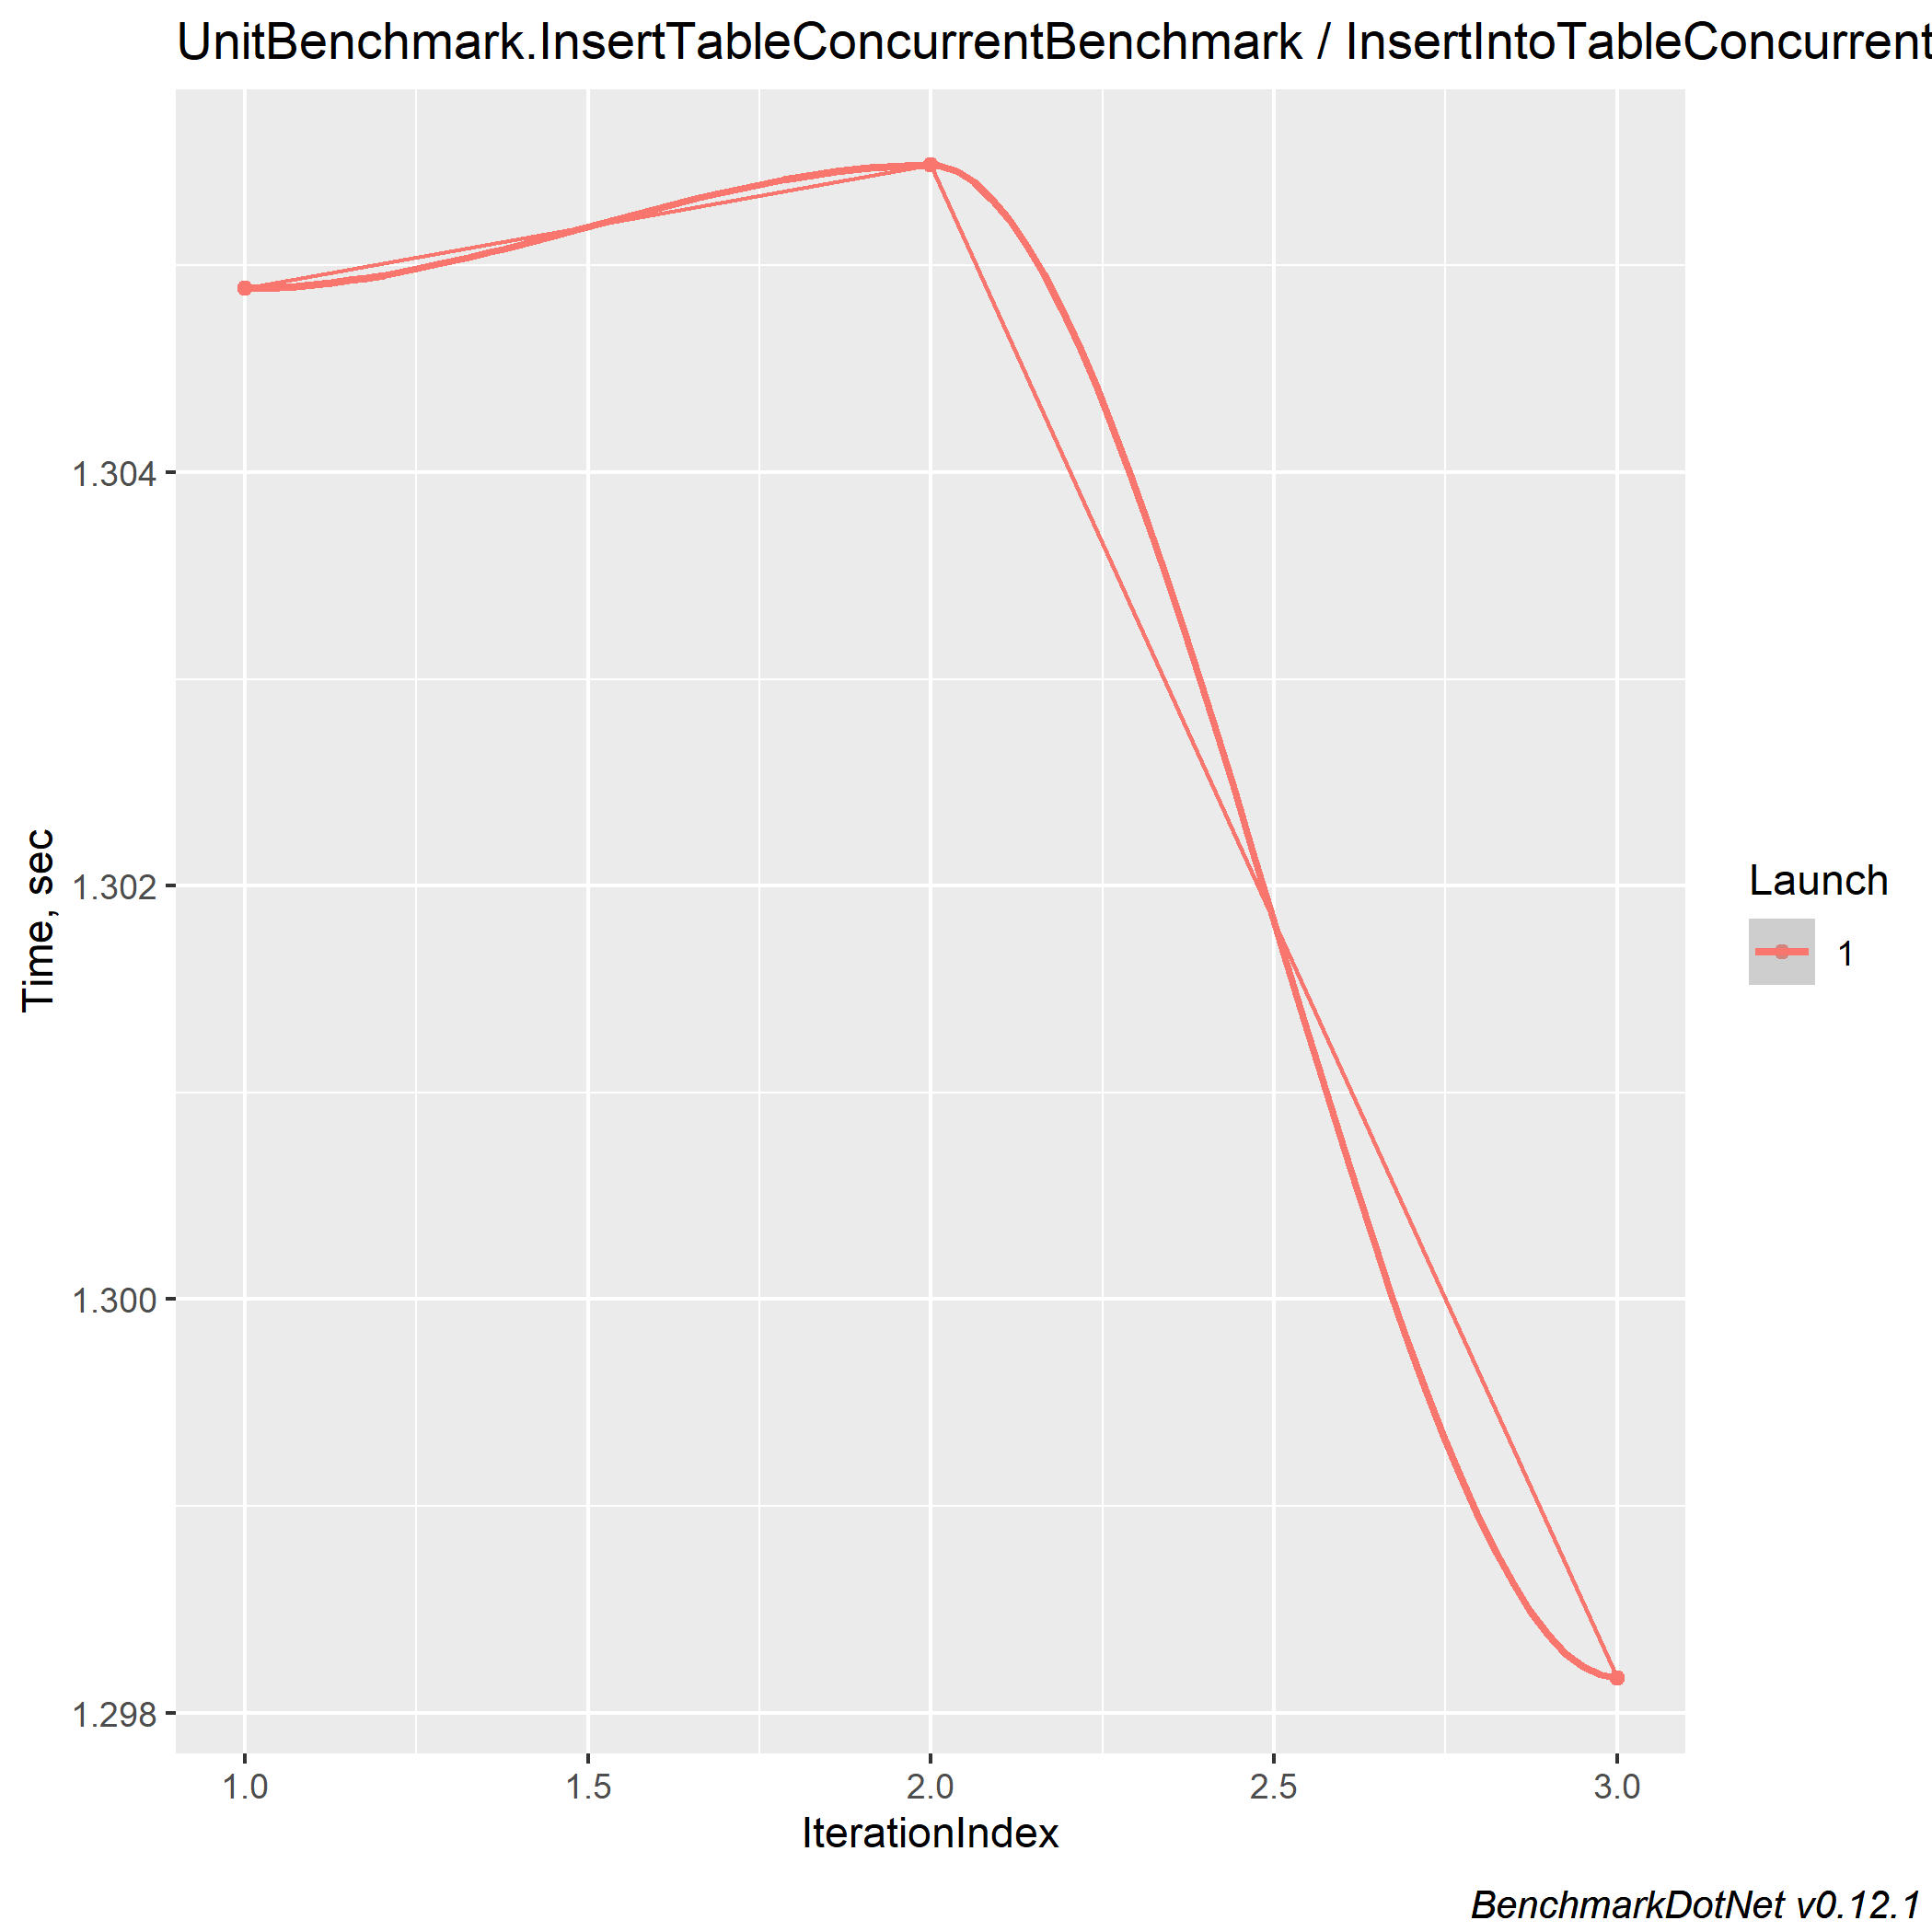 UnitBenchmark.InsertTableConcurrentBenchmark / InsertIntoTableConcurrent
1.304
1.302
1.300
1.298
Time, sec
1.0 1.5 2.0 2.5 3.0
IterationIndex
Launch
1
BenchmarkDotNet v0.12.1